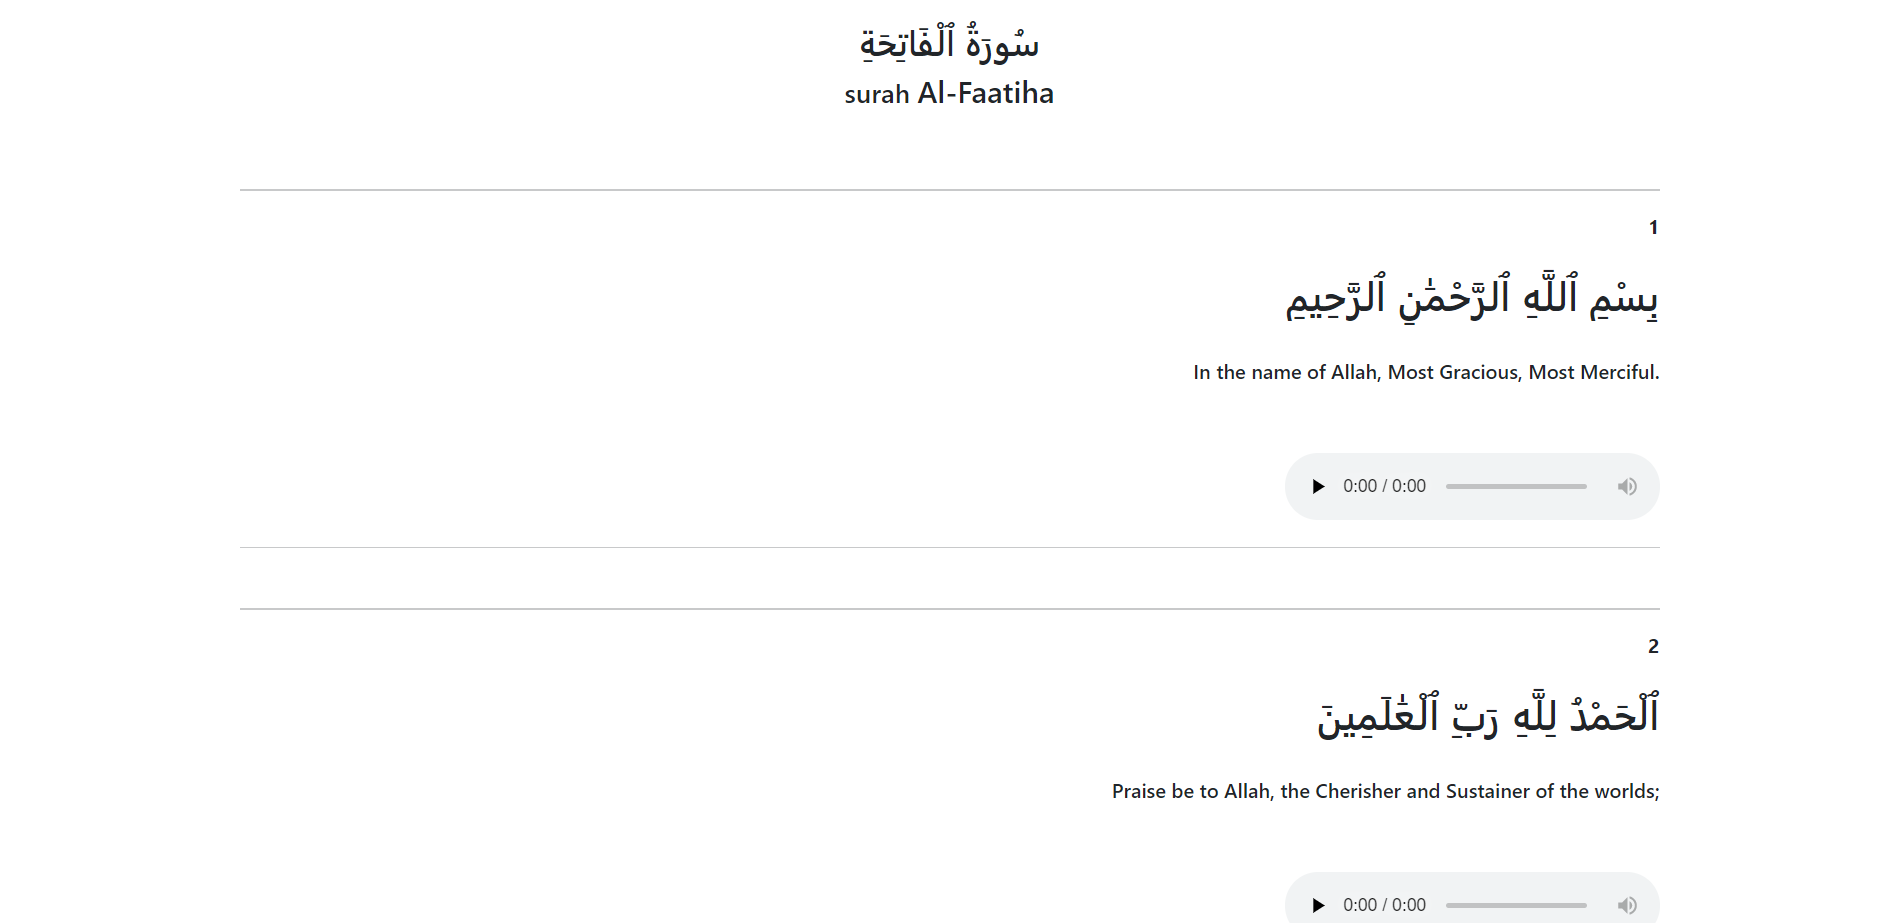 سُورَةُ ٱلْفَاتِحَةِ
surah Al-Faatiha
1
بِسْمِ ٱللَّهِ ٱلرَّحْمَٰنِ ٱلرَّحِيمِ
In the name of Allah, Most Gracious, Most Merciful.
0:00 / 0:00
2
ٱلْحَمْدُ لِلَّهِ رَبِّ ٱلْعَٰلَمِينَ
Praise be to Allah, the Cherisher and Sustainer of the worlds;
0:00 / 0:00